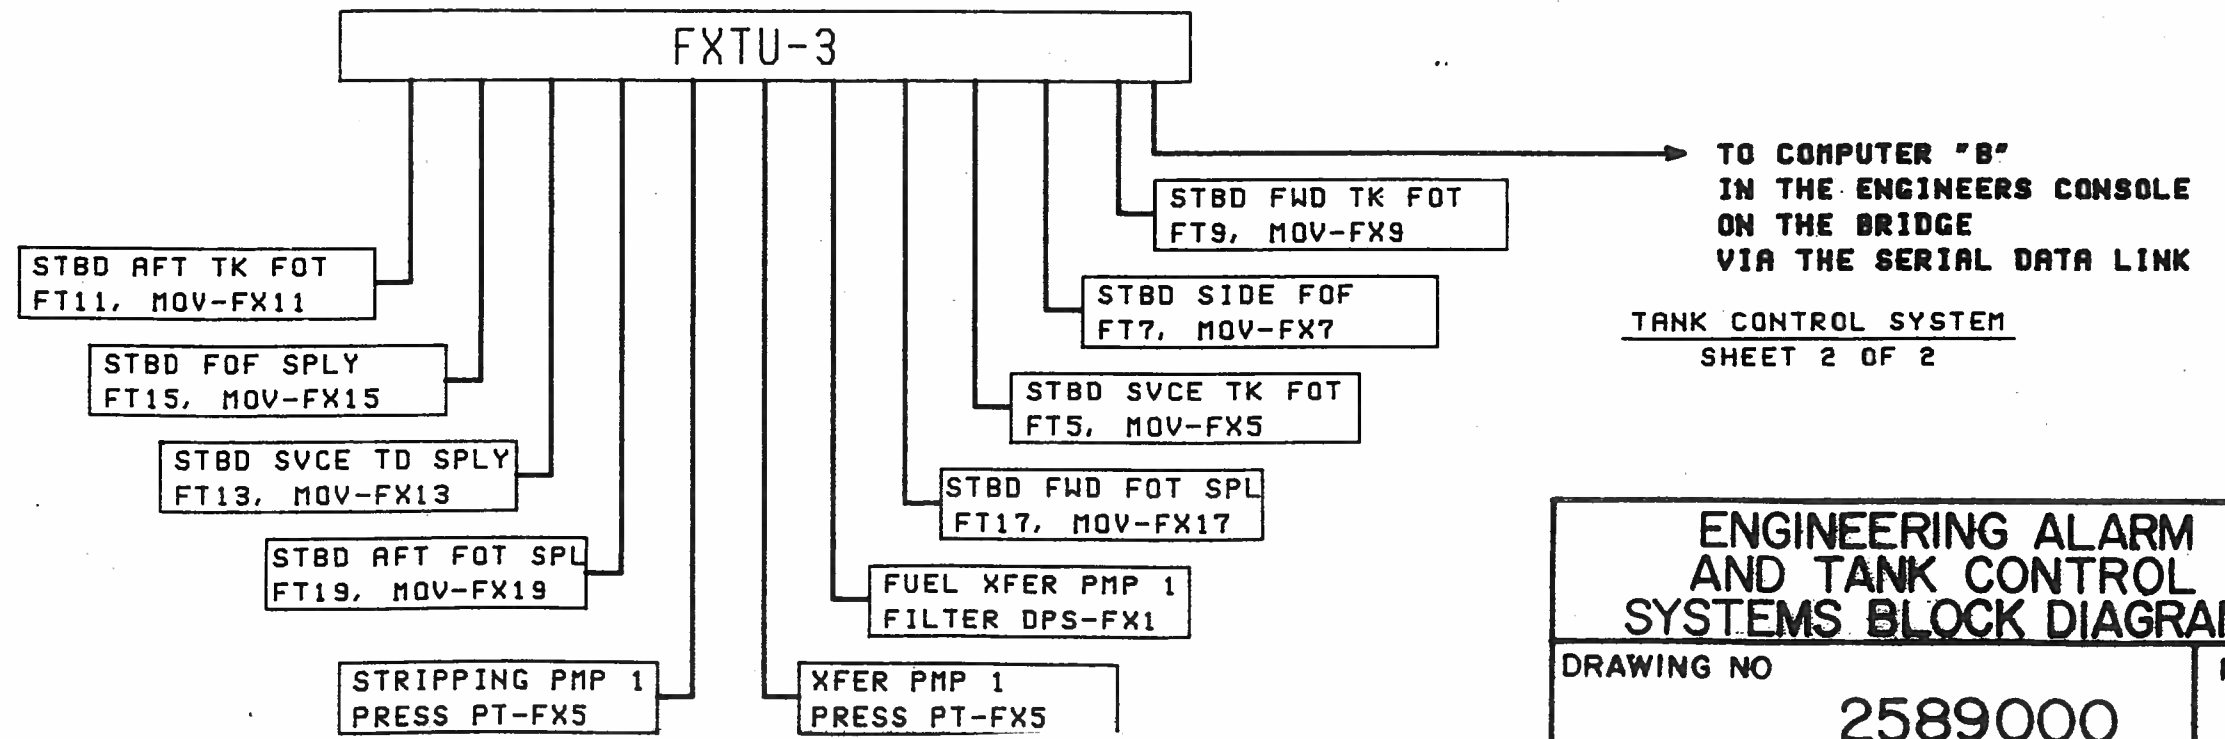 FXTU-3
TO COMPUTER "B"
IN THE ENGINEERS CONSOLE
ON THE BRIDGE
VIA THE SERIAL DATA LINK
STBD FWD TK FOT
FT9, MOV-FX9
STBD AFT TK FOT
FT11, MOV-FX11
STBD SIDE FOF
FT7, MOV-FX7
TANK CONTROL SYSTEM
SHEET 2 OF 2
STBD FOF SPLY
FT15, MOV-FX15
STBD SVCE TK FOT
FT5, MOV-FX5
STBD SVCE TD SPLY
FT13, MOV-FX13
STBD FWD FOT SPL
FT17, MOV-FX17
STBD AFT FOT SPL
FT19, MOV-FX19
FUEL XFER PMP 1
FILTER DPS-FX1
STRIPPING PMP 1
PRESS PT-FX5
XFER PMP 1
PRESS PT-FX5
ENGINEERING ALARM
AND TANK CONTROL
SYSTEMS BLOCK DIAGRA
DRAWING NO
2589000